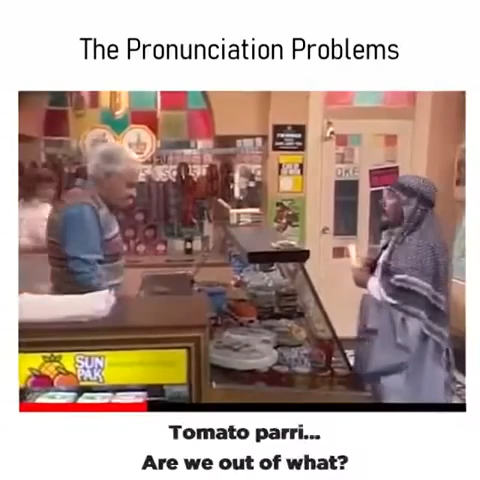 The Pronunciation Problems
SUN
PAK
Tomato parri...
Are we out of what?